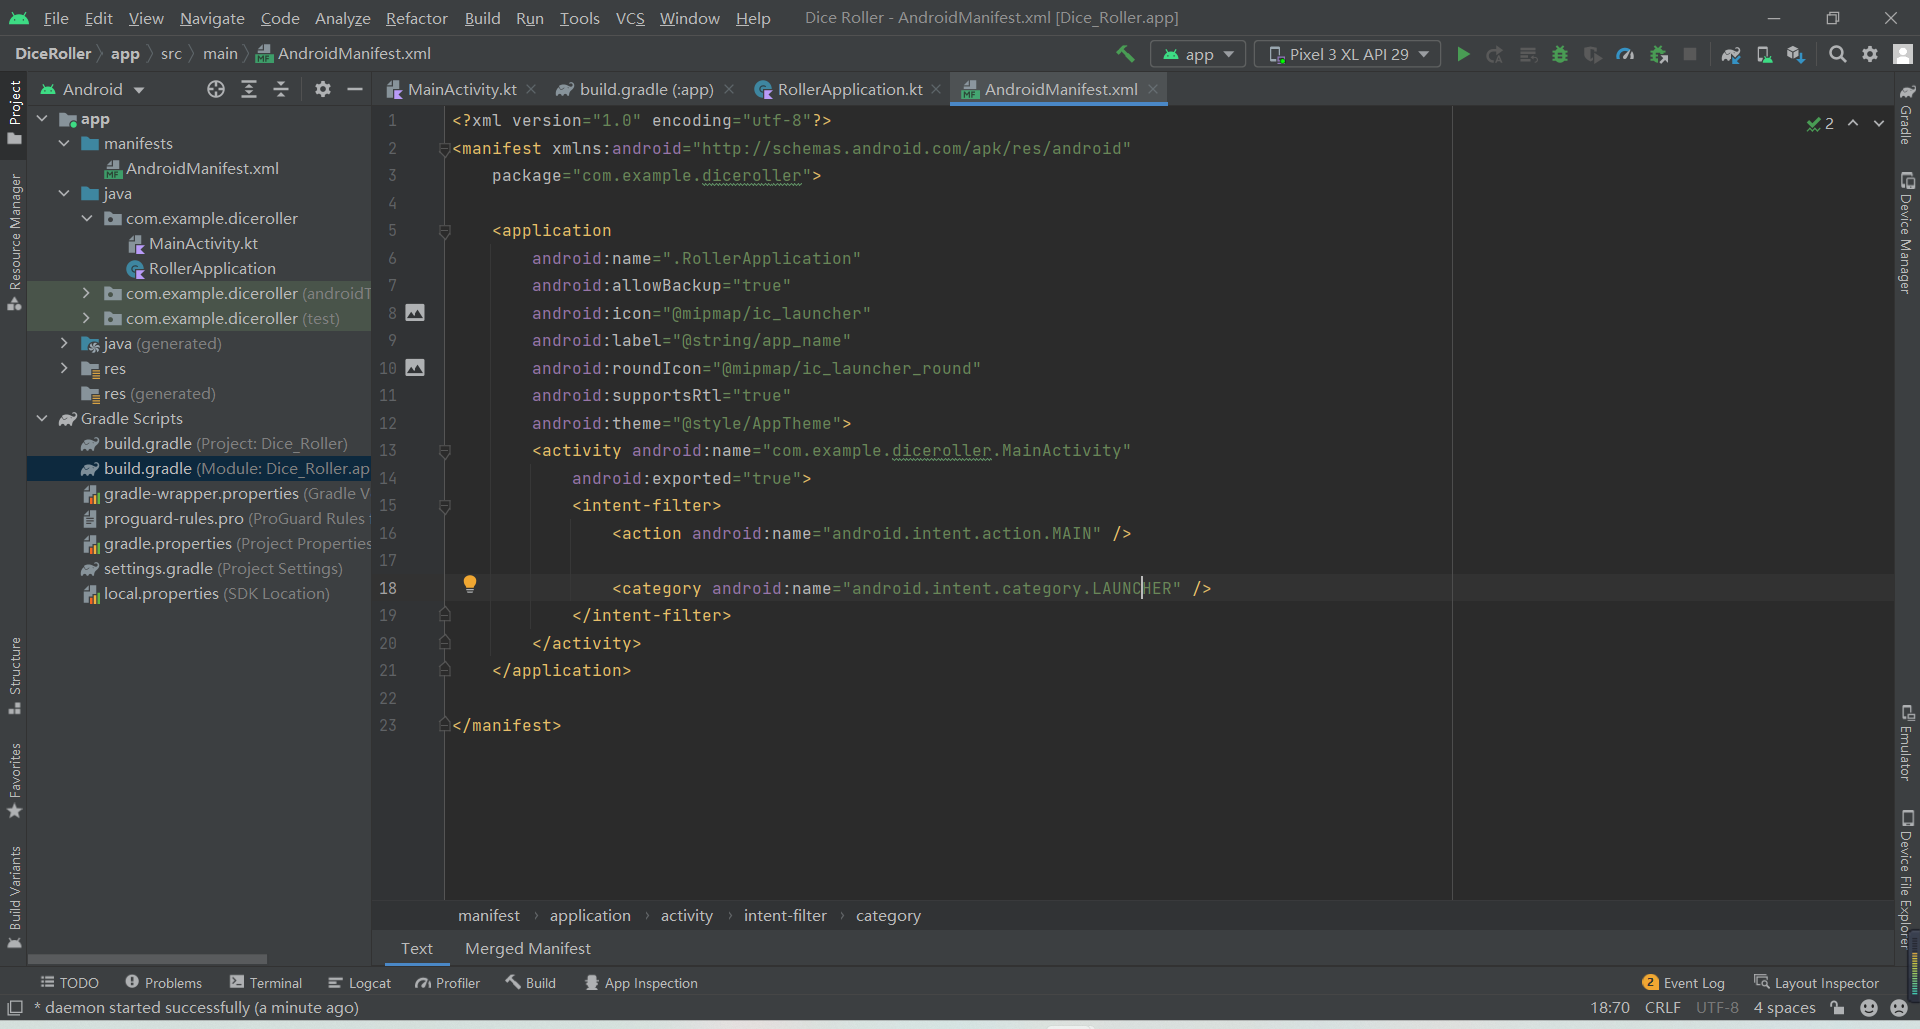 File Edit View Navigate Code Analyze Refactor Build Run Tools VCS Window Help Dice Roller - AndroidManifest.xml [Dice_Roller.app]
DiceRoller app src main AndroidManifest.xml app Pixel 3 XL API 29
Project
Resource Manager
Structure
Favorites
Build Variants
Android
app
manifests
AndroidManifest.xml
java
com.example.diceroller
MainActivity.kt
RollerApplication
com.example.diceroller (androidT
com.example.diceroller (test)
java (generated)
res
res (generated)
Gradle Scripts
build.gradle (Project: Dice_Roller)
build.gradle (Module: Dice_Roller.ap
gradle-wrapper.properties (Gradle V
proguard-rules.pro (ProGuard Rules
gradle.properties (Project Properties
settings.gradle (Project Settings)
local.properties (SDK Location)
MainActivity.kt build.gradle (:app) RollerApplication.kt AndroidManifest.xml
2
1 <?xml version="1.0" encoding="utf-8"?>
2 <manifest xmlns:android="http://schemas.android.com/apk/res/android"
3 package="com.example.diceroller">
4
5 <application
6 android:name=".RollerApplication"
7 android:allowBackup="true"
8 android:icon="@mipmap/ic_launcher"
9 android:label="@string/app_name"
10 android:roundIcon="@mipmap/ic_launcher_round"
11 android:supportsRtl="true"
12 android:theme="@style/AppTheme">
13 <activity android:name="com.example.diceroller.MainActivity"
14 android:exported="true">
15 <intent-filter>
16 <action android:name="android.intent.action.MAIN" />
17
18 <category android:name="android.intent.category.LAUNCHER" />
19 </intent-filter>
20 </activity>
21 </application>
22
23 </manifest>
manifest application activity intent-filter category
Text Merged Manifest
Gradle
Device Manager
Emulator
Device File Explorer
TODO Problems Terminal Logcat Profiler Build App Inspection 2 Event Log Layout Inspector
* daemon started successfully (a minute ago) 18:70 CRLF UTF-8 4 spaces